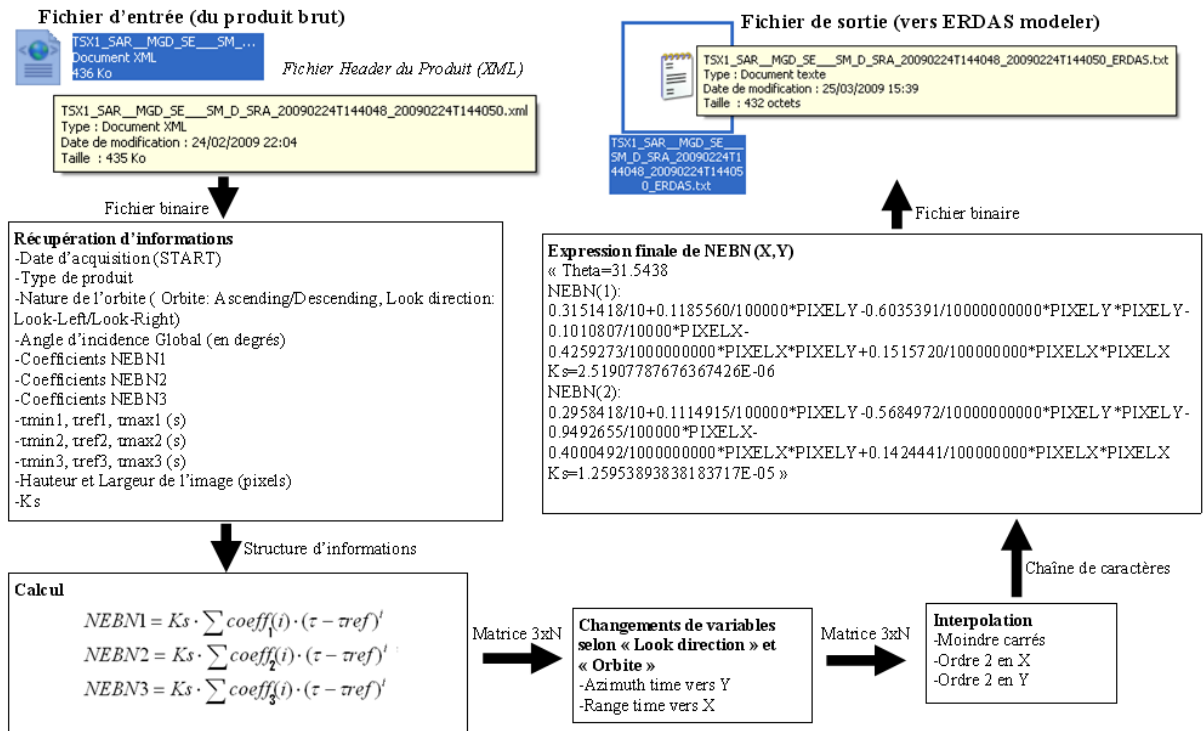 Fichier d'entrée (du produit brut)
TSX1_SAR__MGD_SE___SM_...
Document XML
436 Ko
Fichier Header du Produit (XML)
TSX1_SAR__MGD_SE___SM_D_SRA_20090224T144048_20090224T144050.xml
Type : Document XML
Date de modification : 24/02/2009 22:04
Taille : 435 Ko
Fichier binaire
Récupération d'informations
-Date d'acquisition (START)
-Type de produit
-Nature de l'orbite ( Orbite: Ascending/Descending, Look direction:
Look-Left/Look-Right)
-Angle d'incidence Global (en degrés)
-Coefficients NEBN1
-Coefficients NEBN2
-Coefficients NEBN3
-τmin1, τref1, τmax1 (s)
-τmin2, τref2, τmax2 (s)
-τmin3, τref3, τmax3 (s)
-Hauteur et Largeur de l'image (pixels)
-Ks
Structure d'informations
Calcul
NEBN1 = Ks · ∑ coeff₁(i) · (τ − τref)ⁱ
NEBN2 = Ks · ∑ coeff₂(i) · (τ − τref)ⁱ
NEBN3 = Ks · ∑ coeff₃(i) · (τ − τref)ⁱ
Matrice 3xN
Changements de variables
selon « Look direction » et
« Orbite »
-Azimuth time vers Y
-Range time vers X
Matrice 3xN
Interpolation
-Moindre carrés
-Ordre 2 en X
-Ordre 2 en Y
Chaîne de caractères
Expression finale de NEBN(X,Y)
« Theta=31.5438
NEBN(1):
0.3151418/10+0.1185560/100000*PIXELY-0.6035391/10000000000*PIXELY*PIXELY-
0.1010807/10000*PIXELX-
0.4259273/1000000000*PIXELX*PIXELY+0.1515720/100000000*PIXELX*PIXELX
Ks=2.51907787676367426E-06
NEBN(2):
0.2958418/10+0.1114915/100000*PIXELY-0.5684972/10000000000*PIXELY*PIXELY-
0.9492655/100000*PIXELX-
0.4000492/1000000000*PIXELX*PIXELY+0.1424441/100000000*PIXELX*PIXELX
Ks=1.25953893838183717E-05 »
Fichier binaire
Fichier de sortie (vers ERDAS modeler)
TSX1_SAR__MGD_SE___SM_D_SRA_20090224T144048_20090224T144050_ERDAS.txt
Type : Document texte
Date de modification : 25/03/2009 15:39
Taille : 432 octets
TSX1_SAR__MGD_SE___
SM_D_SRA_20090224T1
44048_20090224T14405
0_ERDAS.txt